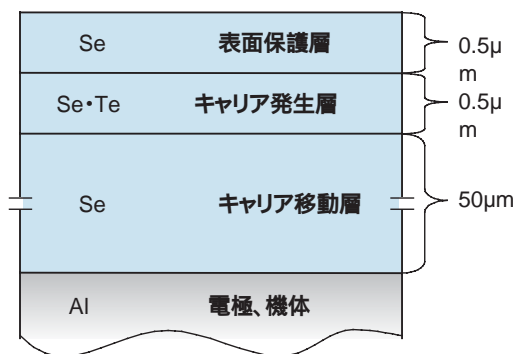 Se 表面保護層 0.5µ
m
Se・Te キャリア発生層 0.5µ
m
Se キャリア移動層 50µm
Al 電極、機体